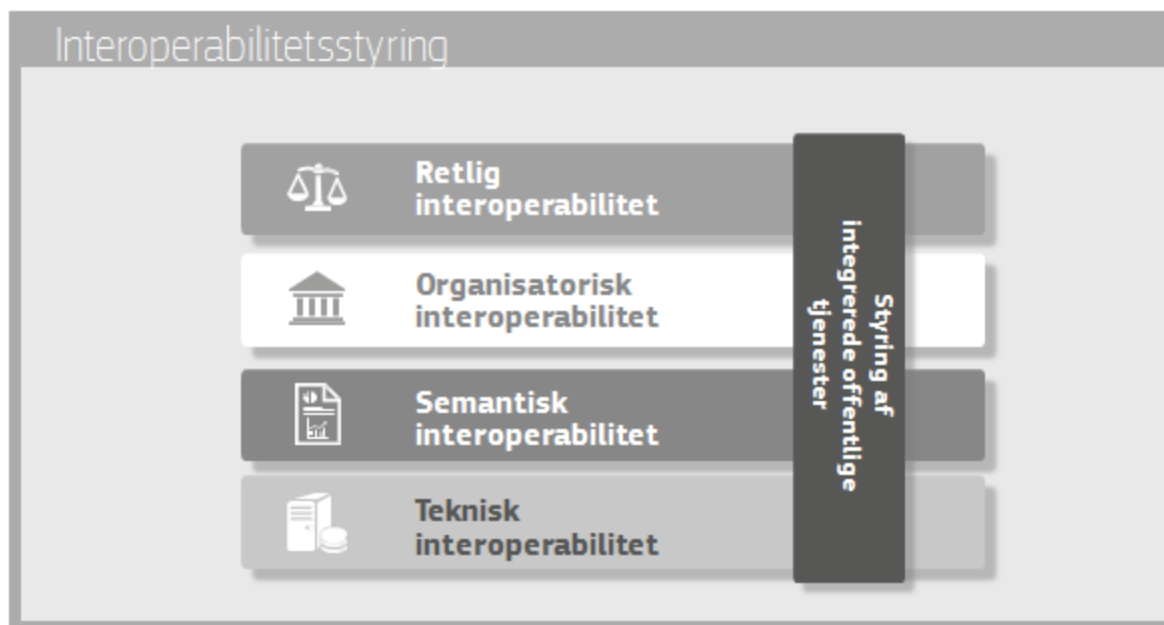 Interoperabilitetsstyring
Retlig
interoperabilitet
Organisatorisk
interoperabilitet
Semantisk
interoperabilitet
Teknisk
interoperabilitet
Styring af
integrerede offentlige
tjenester